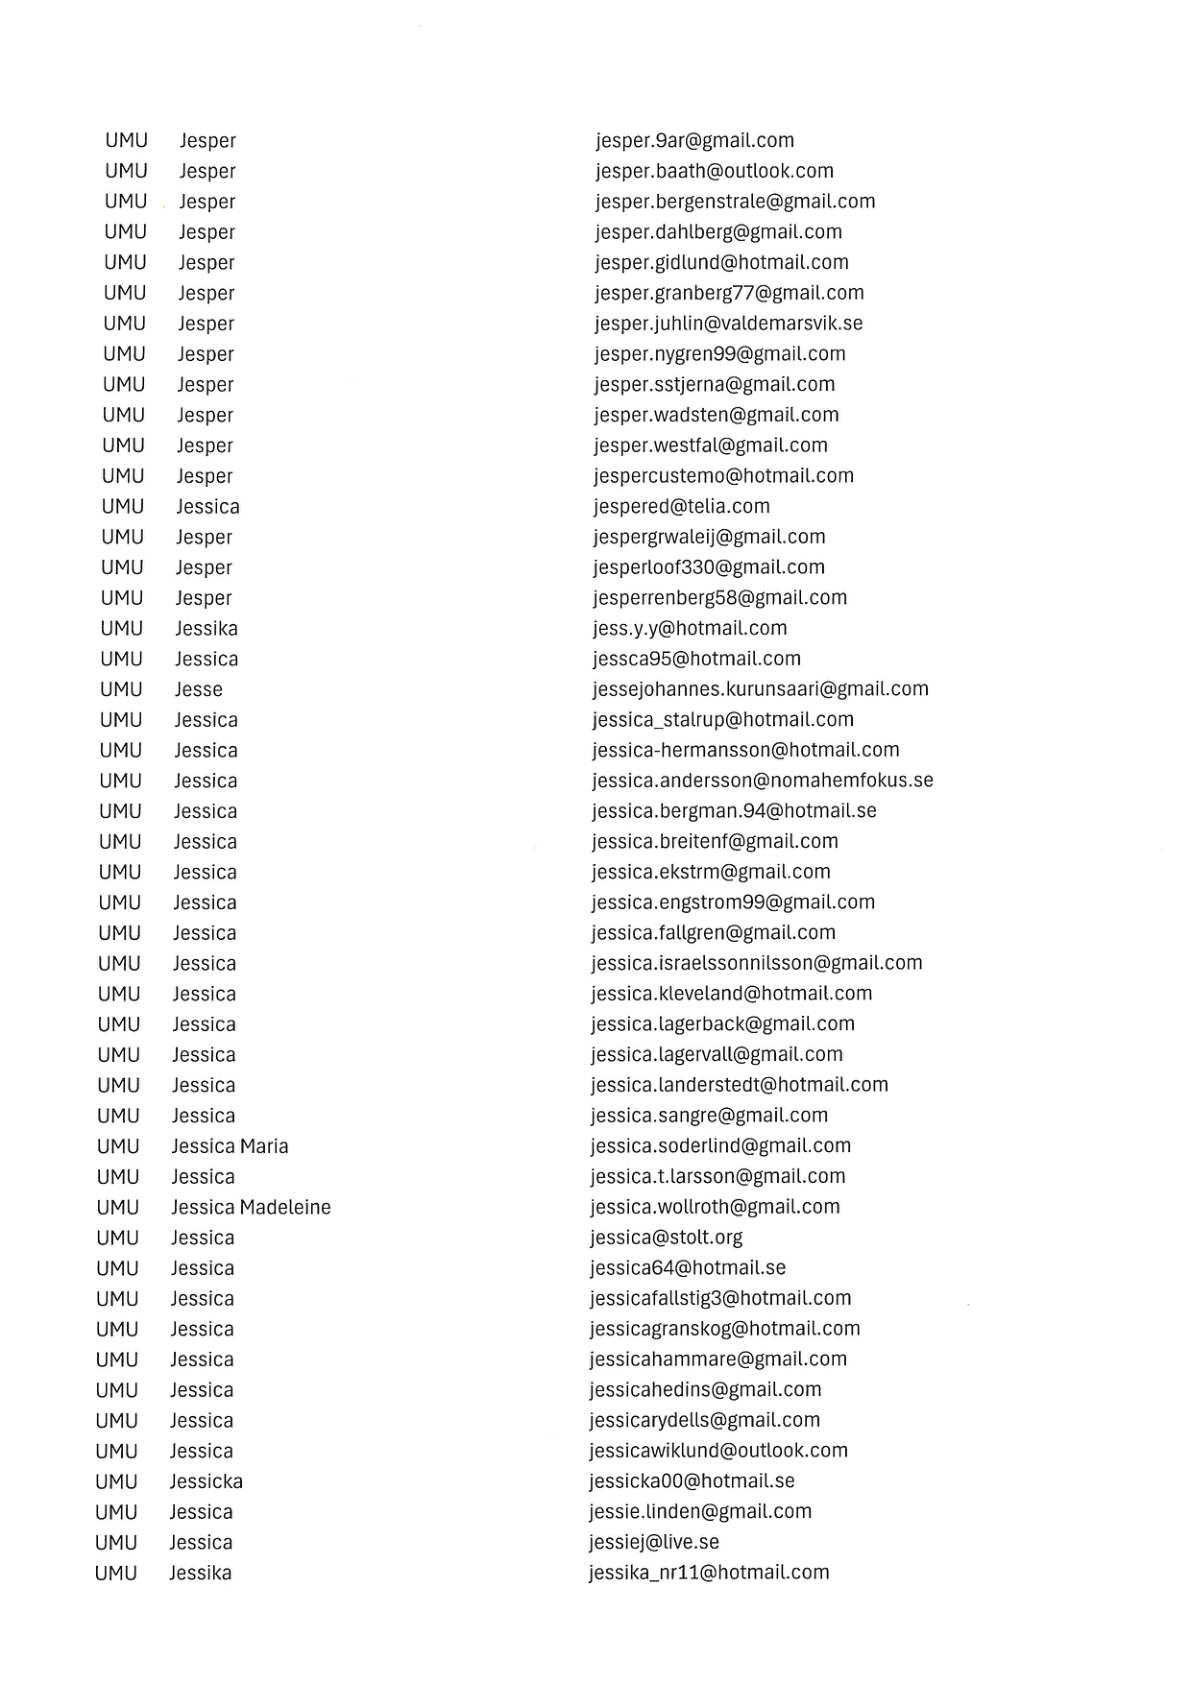 UMU Jesper jesper.9ar@gmail.com
UMU Jesper jesper.baath@outlook.com
UMU Jesper jesper.bergenstrale@gmail.com
UMU Jesper jesper.dahlberg@gmail.com
UMU Jesper jesper.gidlund@hotmail.com
UMU Jesper jesper.granberg77@gmail.com
UMU Jesper jesper.juhlin@valdemarsvik.se
UMU Jesper jesper.nygren99@gmail.com
UMU Jesper jesper.sstjerna@gmail.com
UMU Jesper jesper.wadsten@gmail.com
UMU Jesper jesper.westfal@gmail.com
UMU Jesper jespercustemo@hotmail.com
UMU Jessica jespered@telia.com
UMU Jesper jespergrwaleij@gmail.com
UMU Jesper jesperloof330@gmail.com
UMU Jesper jesperrenberg58@gmail.com
UMU Jessika jess.y.y@hotmail.com
UMU Jessica jessca95@hotmail.com
UMU Jesse jessejohannes.kurunsaari@gmail.com
UMU Jessica jessica_stalrup@hotmail.com
UMU Jessica jessica-hermansson@hotmail.com
UMU Jessica jessica.andersson@nomahemfokus.se
UMU Jessica jessica.bergman.94@hotmail.se
UMU Jessica jessica.breitenf@gmail.com
UMU Jessica jessica.ekstrm@gmail.com
UMU Jessica jessica.engstrom99@gmail.com
UMU Jessica jessica.fallgren@gmail.com
UMU Jessica jessica.israelssonnilsson@gmail.com
UMU Jessica jessica.kleveland@hotmail.com
UMU Jessica jessica.lagerback@gmail.com
UMU Jessica jessica.lagervall@gmail.com
UMU Jessica jessica.landerstedt@hotmail.com
UMU Jessica jessica.sangre@gmail.com
UMU Jessica Maria jessica.soderlind@gmail.com
UMU Jessica jessica.t.larsson@gmail.com
UMU Jessica Madeleine jessica.wollroth@gmail.com
UMU Jessica jessica@stolt.org
UMU Jessica jessica64@hotmail.se
UMU Jessica jessicafallstig3@hotmail.com
UMU Jessica jessicagranskog@hotmail.com
UMU Jessica jessicahammare@gmail.com
UMU Jessica jessicahedins@gmail.com
UMU Jessica jessicarydells@gmail.com
UMU Jessica jessicawiklund@outlook.com
UMU Jessicka jessicka00@hotmail.se
UMU Jessica jessie.linden@gmail.com
UMU Jessica jessiej@live.se
UMU Jessika jessika_nr11@hotmail.com